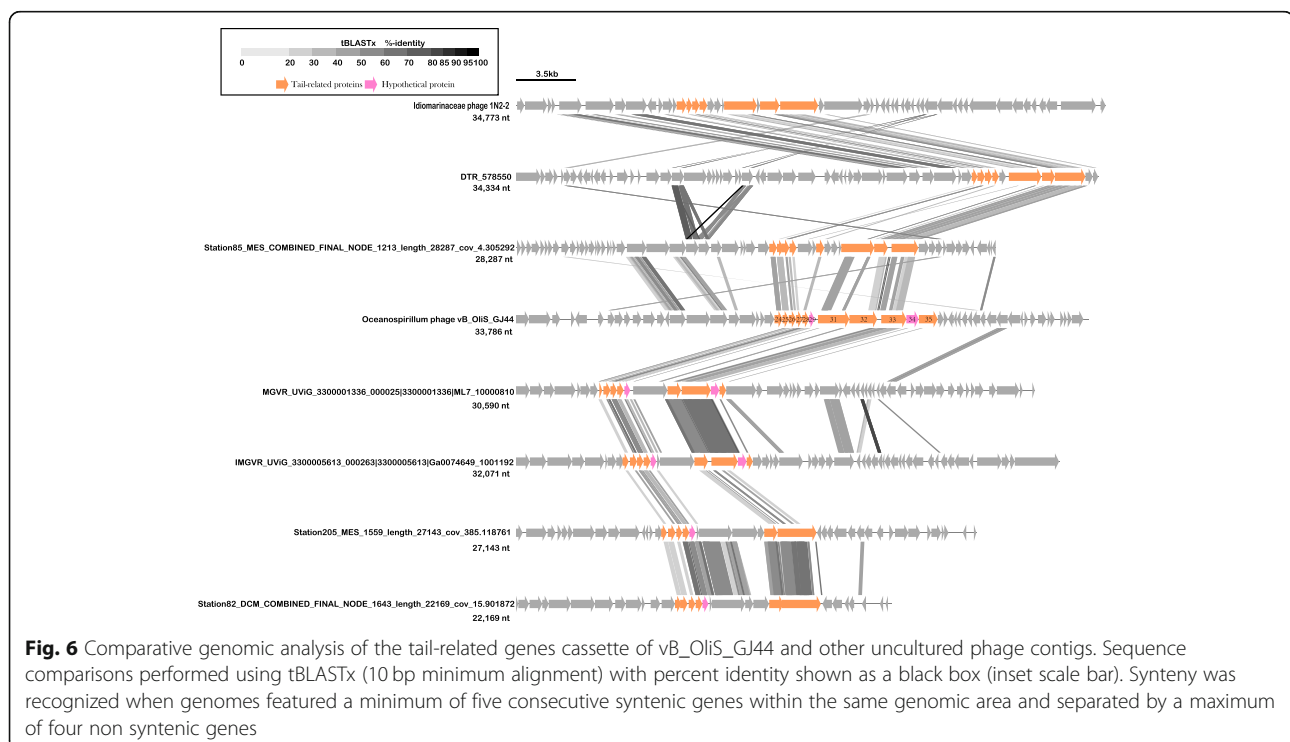 tBLASTx %-identity
0 20 30 40 50 60 70 80 85 90 95 100
Tail-related proteins Hypothetical protein
3.5kb
Idiomarinaceae phage 1N2-2
34,773 nt
DTR_578550
34,334 nt
Station85_MES_COMBINED_FINAL_NODE_1213_length_28287_cov_4.305292
28,287 nt
Oceanospirillum phage vB_OliS_GJ44
31 32 33 34 35
33,786 nt
MGVR_UViG_3300001336_000025|3300001336|ML7_10000810
30,590 nt
IMGVR_UViG_3300005613_000263|3300005613|Ga0074649_1001192
32,071 nt
Station205_MES_1559_length_27143_cov_385.118761
27,143 nt
Station82_DCM_COMBINED_FINAL_NODE_1643_length_22169_cov_15.901872
22,169 nt
Fig. 6 Comparative genomic analysis of the tail-related genes cassette of vB_OliS_GJ44 and other uncultured phage contigs. Sequence
comparisons performed using tBLASTx (10 bp minimum alignment) with percent identity shown as a black box (inset scale bar). Synteny was
recognized when genomes featured a minimum of five consecutive syntenic genes within the same genomic area and separated by a maximum
of four non syntenic genes